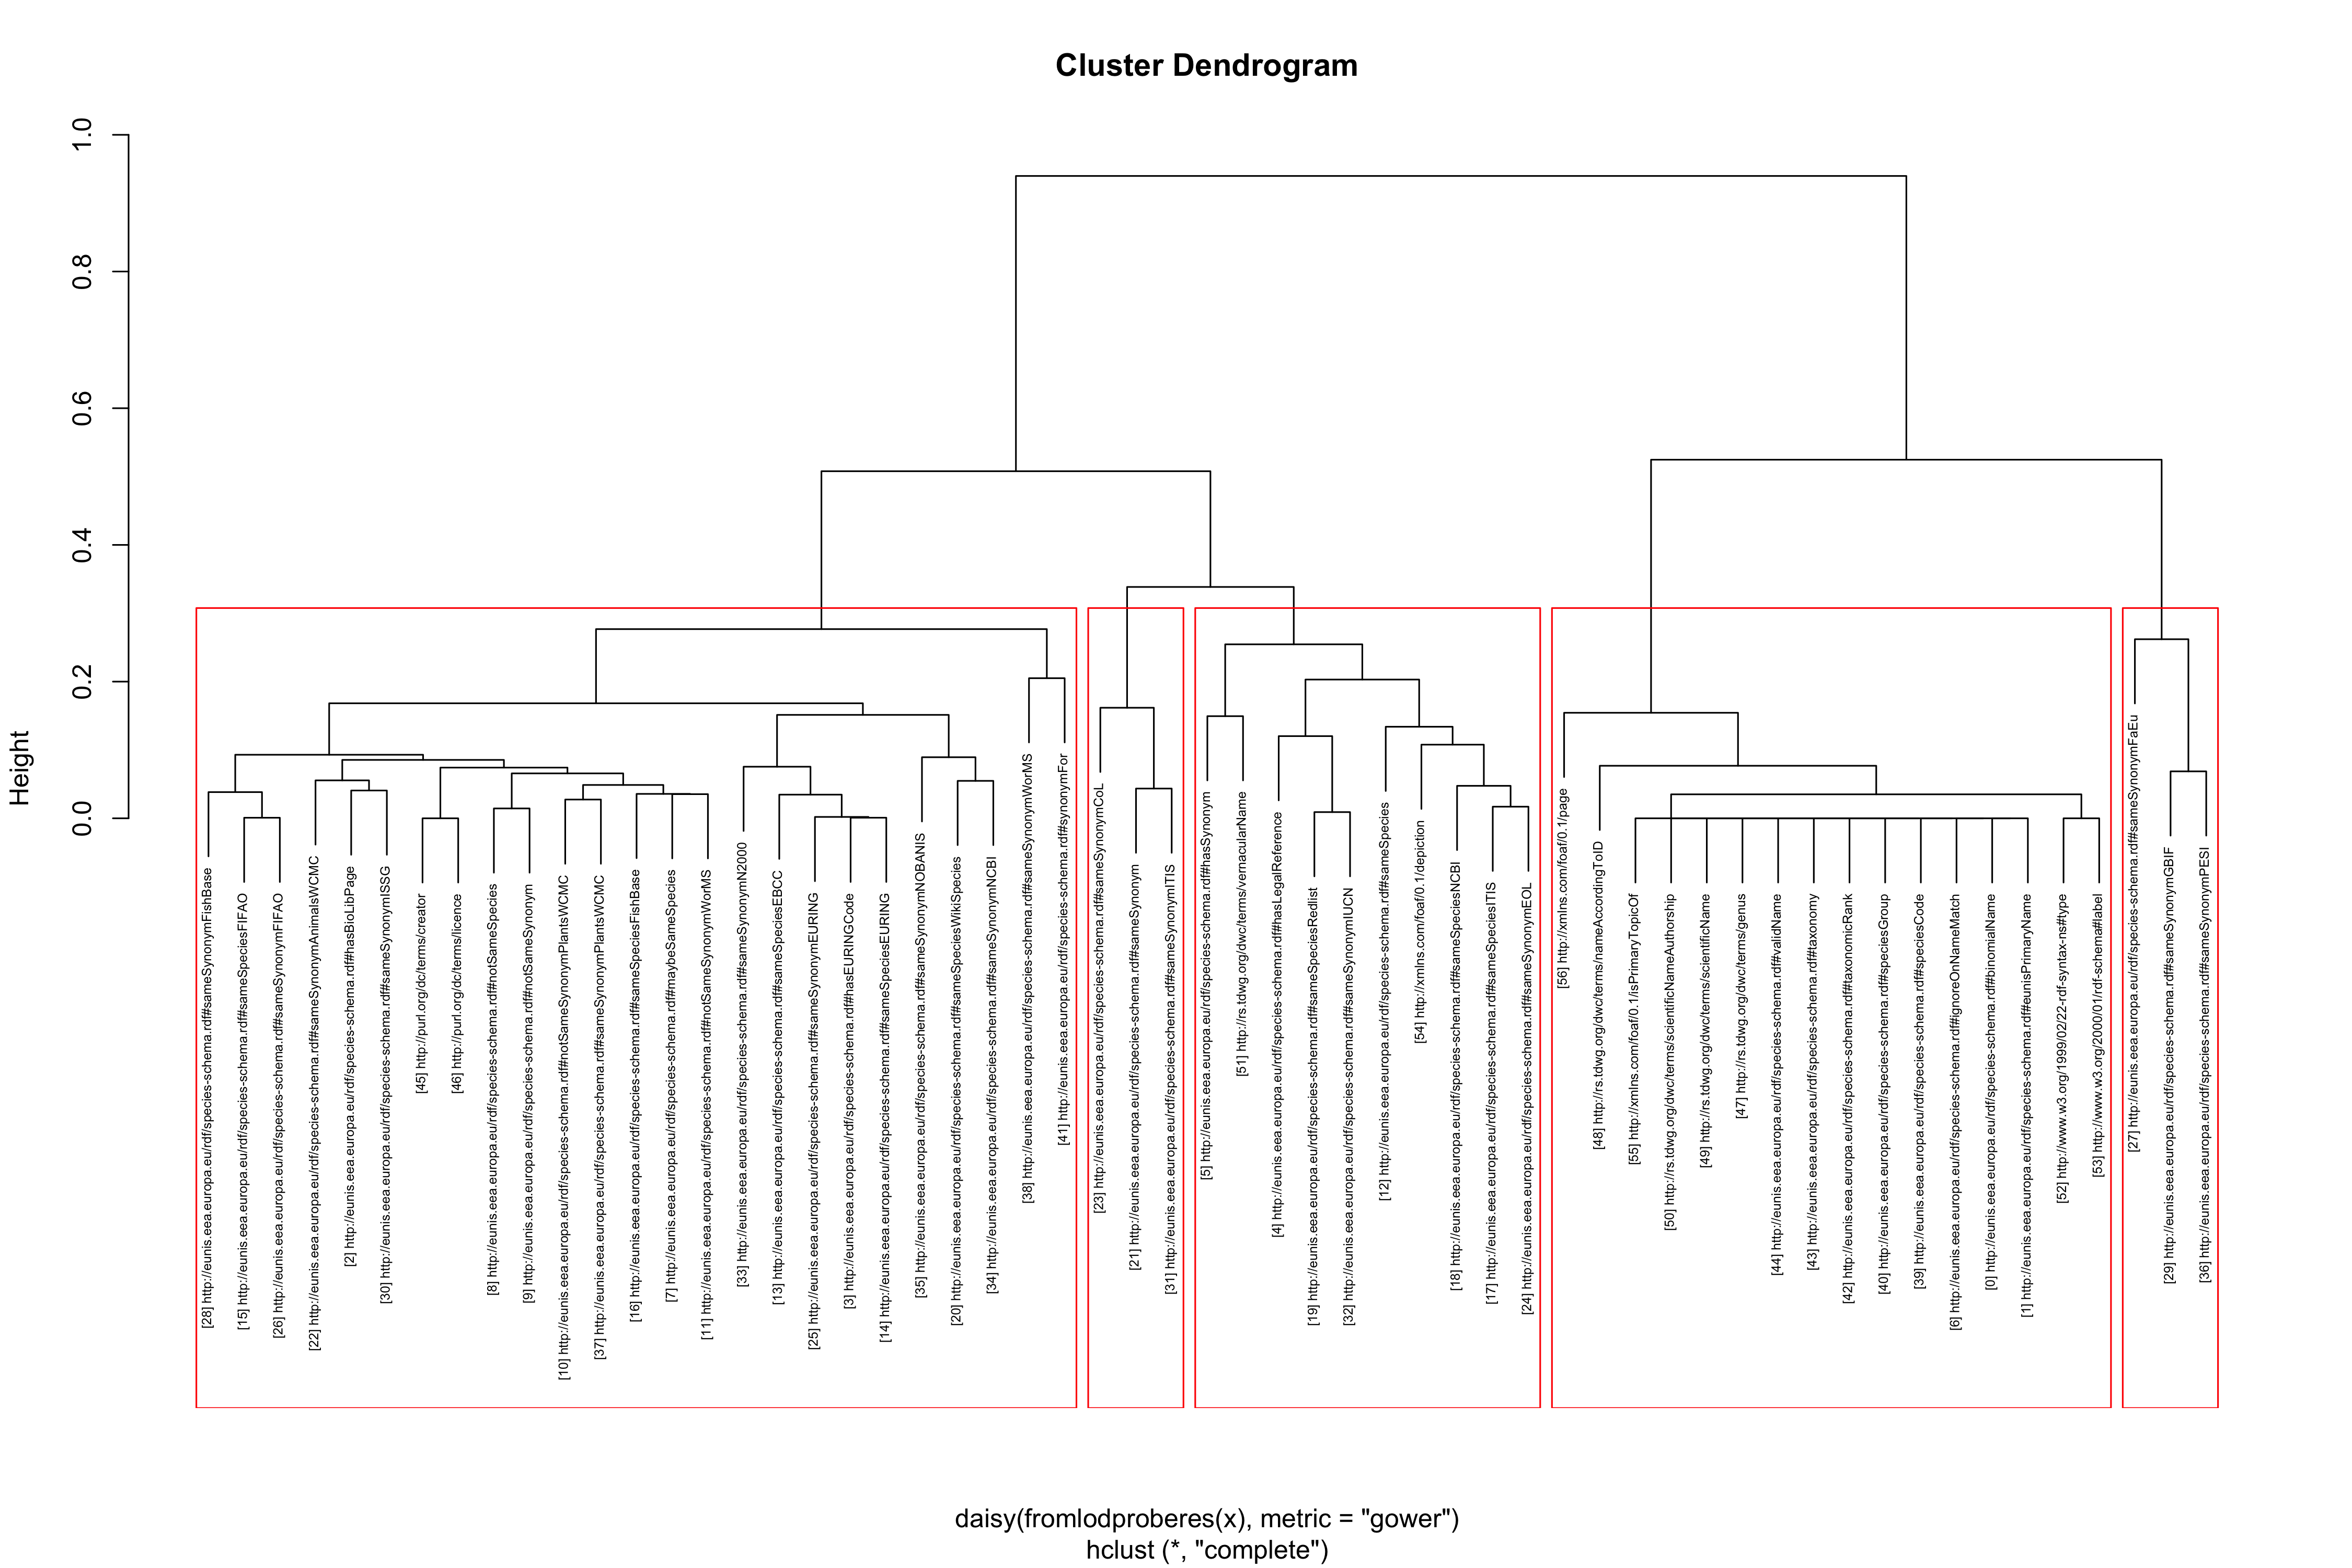 Cluster Dendrogram
Height
1.0
0.8
0.6
0.4
0.2
0.0
[28] http://eunis.eea.europa.eu/rdf/species-schema.rdf#sameSynonymFishBase
[15] http://eunis.eea.europa.eu/rdf/species-schema.rdf#sameSpeciesFIFAO
[26] http://eunis.eea.europa.eu/rdf/species-schema.rdf#sameSynonymFIFAO
[22] http://eunis.eea.europa.eu/rdf/species-schema.rdf#sameSynonymAnimalsWCMC
[2] http://eunis.eea.europa.eu/rdf/species-schema.rdf#hasBioLibPage
[30] http://eunis.eea.europa.eu/rdf/species-schema.rdf#sameSynonymISSG
[45] http://purl.org/dc/terms/creator
[46] http://purl.org/dc/terms/licence
[8] http://eunis.eea.europa.eu/rdf/species-schema.rdf#notSameSpecies
[9] http://eunis.eea.europa.eu/rdf/species-schema.rdf#notSameSynonym
[10] http://eunis.eea.europa.eu/rdf/species-schema.rdf#notSameSynonymPlantsWCMC
[37] http://eunis.eea.europa.eu/rdf/species-schema.rdf#sameSynonymPlantsWCMC
[16] http://eunis.eea.europa.eu/rdf/species-schema.rdf#sameSpeciesFishBase
[7] http://eunis.eea.europa.eu/rdf/species-schema.rdf#maybeSameSpecies
[11] http://eunis.eea.europa.eu/rdf/species-schema.rdf#notSameSynonymWorMS
[33] http://eunis.eea.europa.eu/rdf/species-schema.rdf#sameSynonymN2000
[13] http://eunis.eea.europa.eu/rdf/species-schema.rdf#sameSpeciesEBCC
[25] http://eunis.eea.europa.eu/rdf/species-schema.rdf#sameSynonymEURING
[3] http://eunis.eea.europa.eu/rdf/species-schema.rdf#hasEURINGCode
[14] http://eunis.eea.europa.eu/rdf/species-schema.rdf#sameSpeciesEURING
[35] http://eunis.eea.europa.eu/rdf/species-schema.rdf#sameSynonymNOBANIS
[20] http://eunis.eea.europa.eu/rdf/species-schema.rdf#sameSpeciesWikiSpecies
[34] http://eunis.eea.europa.eu/rdf/species-schema.rdf#sameSynonymNCBI
[38] http://eunis.eea.europa.eu/rdf/species-schema.rdf#sameSynonymWorMS
[41] http://eunis.eea.europa.eu/rdf/species-schema.rdf#synonymFor
[23] http://eunis.eea.europa.eu/rdf/species-schema.rdf#sameSynonymCoL
[21] http://eunis.eea.europa.eu/rdf/species-schema.rdf#sameSynonym
[31] http://eunis.eea.europa.eu/rdf/species-schema.rdf#sameSynonymITIS
[5] http://eunis.eea.europa.eu/rdf/species-schema.rdf#hasSynonym
[51] http://rs.tdwg.org/dwc/terms/vernacularName
[4] http://eunis.eea.europa.eu/rdf/species-schema.rdf#hasLegalReference
[19] http://eunis.eea.europa.eu/rdf/species-schema.rdf#sameSpeciesRedlist
[32] http://eunis.eea.europa.eu/rdf/species-schema.rdf#sameSynonymIUCN
[12] http://eunis.eea.europa.eu/rdf/species-schema.rdf#sameSpecies
[54] http://xmlns.com/foaf/0.1/depiction
[18] http://eunis.eea.europa.eu/rdf/species-schema.rdf#sameSpeciesNCBI
[17] http://eunis.eea.europa.eu/rdf/species-schema.rdf#sameSpeciesITIS
[24] http://eunis.eea.europa.eu/rdf/species-schema.rdf#sameSynonymEOL
[56] http://xmlns.com/foaf/0.1/page
[48] http://rs.tdwg.org/dwc/terms/nameAccordingToID
[55] http://xmlns.com/foaf/0.1/isPrimaryTopicOf
[50] http://rs.tdwg.org/dwc/terms/scientificNameAuthorship
[49] http://rs.tdwg.org/dwc/terms/scientificName
[47] http://rs.tdwg.org/dwc/terms/genus
[44] http://eunis.eea.europa.eu/rdf/species-schema.rdf#validName
[43] http://eunis.eea.europa.eu/rdf/species-schema.rdf#taxonomy
[42] http://eunis.eea.europa.eu/rdf/species-schema.rdf#taxonomicRank
[40] http://eunis.eea.europa.eu/rdf/species-schema.rdf#speciesGroup
[39] http://eunis.eea.europa.eu/rdf/species-schema.rdf#speciesCode
[6] http://eunis.eea.europa.eu/rdf/species-schema.rdf#ignoreOnNameMatch
[0] http://eunis.eea.europa.eu/rdf/species-schema.rdf#binomialName
[1] http://eunis.eea.europa.eu/rdf/species-schema.rdf#eunisPrimaryName
[52] http://www.w3.org/1999/02/22-rdf-syntax-ns#type
[53] http://www.w3.org/2000/01/rdf-schema#label
[27] http://eunis.eea.europa.eu/rdf/species-schema.rdf#sameSynonymFaEu
[29] http://eunis.eea.europa.eu/rdf/species-schema.rdf#sameSynonymGBIF
[36] http://eunis.eea.europa.eu/rdf/species-schema.rdf#sameSynonymPESI
daisy(fromlodproberes(x), metric = "gower")
hclust (*, "complete")